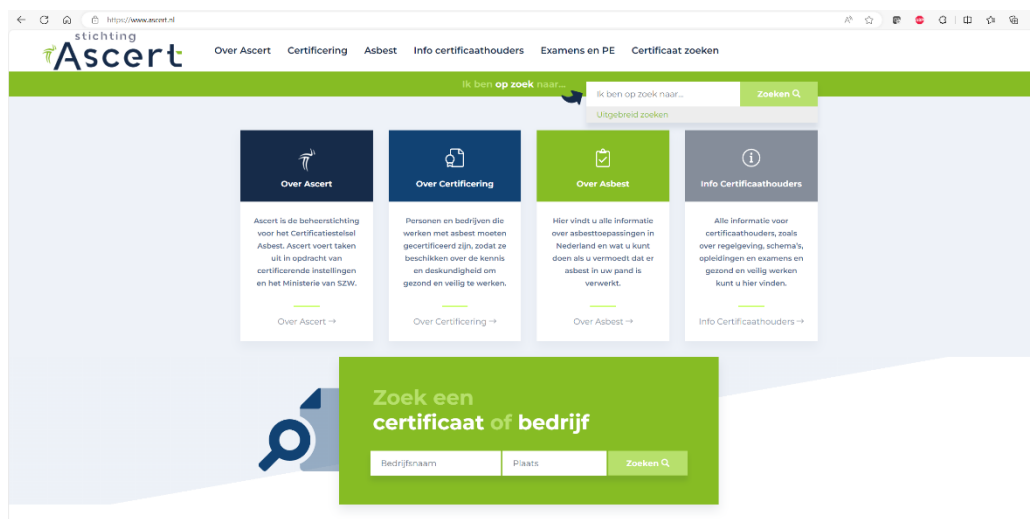 https://www.ascert.nl
stichting
Ascert
Over Ascert Certificering Asbest Info certificaathouders Examens en PE Certificaat zoeken
Ik ben op zoek naar...
Ik ben op zoek naar...
Zoeken
Uitgebreid zoeken
Over Ascert
Ascert is de beheerstichting
voor het Certificatiestelsel
Asbest. Ascert voert taken
uit in opdracht van
certificerende instellingen
en het Ministerie van SZW.
Over Ascert →
Over Certificering
Personen en bedrijven die
werken met asbest moeten
gecertificeerd zijn, zodat ze
beschikken over de kennis
en deskundigheid om
gezond en veilig te werken.
Over Certificering →
Over Asbest
Hier vindt u alle informatie
over asbesttoepassingen in
Nederland en wat u kunt
doen als u vermoedt dat er
asbest in uw pand is
verwerkt.
Over Asbest →
Info Certificaathouders
Alle informatie voor
certificaathouders, zoals
over regelgeving, schema's,
opleidingen en examens en
gezond en veilig werken
kunt u hier vinden.
Info Certificaathouders →
Zoek een
certificaat of bedrijf
Bedrijfsnaam Plaats Zoeken